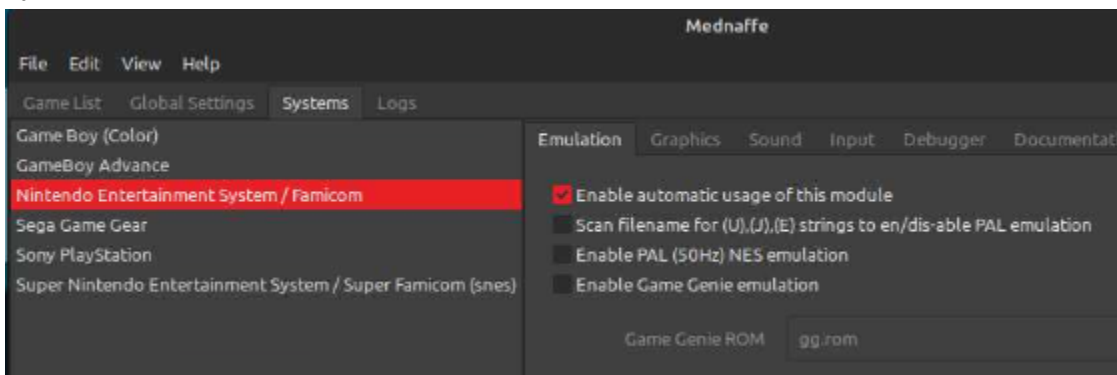 Mednaffe
File Edit View Help
Game List Global Settings Systems Logs
Game Boy (Color)
GameBoy Advance
Nintendo Entertainment System / Famicom
Sega Game Gear
Sony PlayStation
Super Nintendo Entertainment System / Super Famicom (snes)
Emulation Graphics Sound Input Debugger Documentat
Enable automatic usage of this module
Scan filename for (U),(J),(E) strings to en/dis-able PAL emulation
Enable PAL (50Hz) NES emulation
Enable Game Genie emulation
Game Genie ROM gg.rom